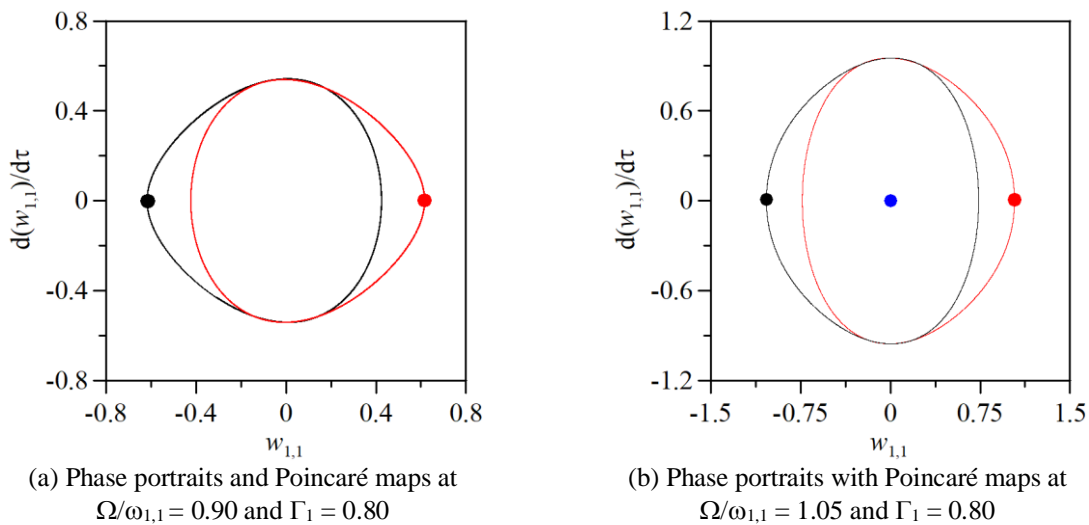 0.8
0.4
0
-0.4
-0.8
d(w₁,₁)/dτ
-0.8 -0.4 0 0.4 0.8
w₁,₁
(a) Phase portraits and Poincaré maps at
Ω/ω₁,₁ = 0.90 and Γ₁ = 0.80
1.2
0.6
0
-0.6
-1.2
d(w₁,₁)/dτ
-1.5 -0.75 0 0.75 1.5
w₁,₁
(b) Phase portraits with Poincaré maps at
Ω/ω₁,₁ = 1.05 and Γ₁ = 0.80